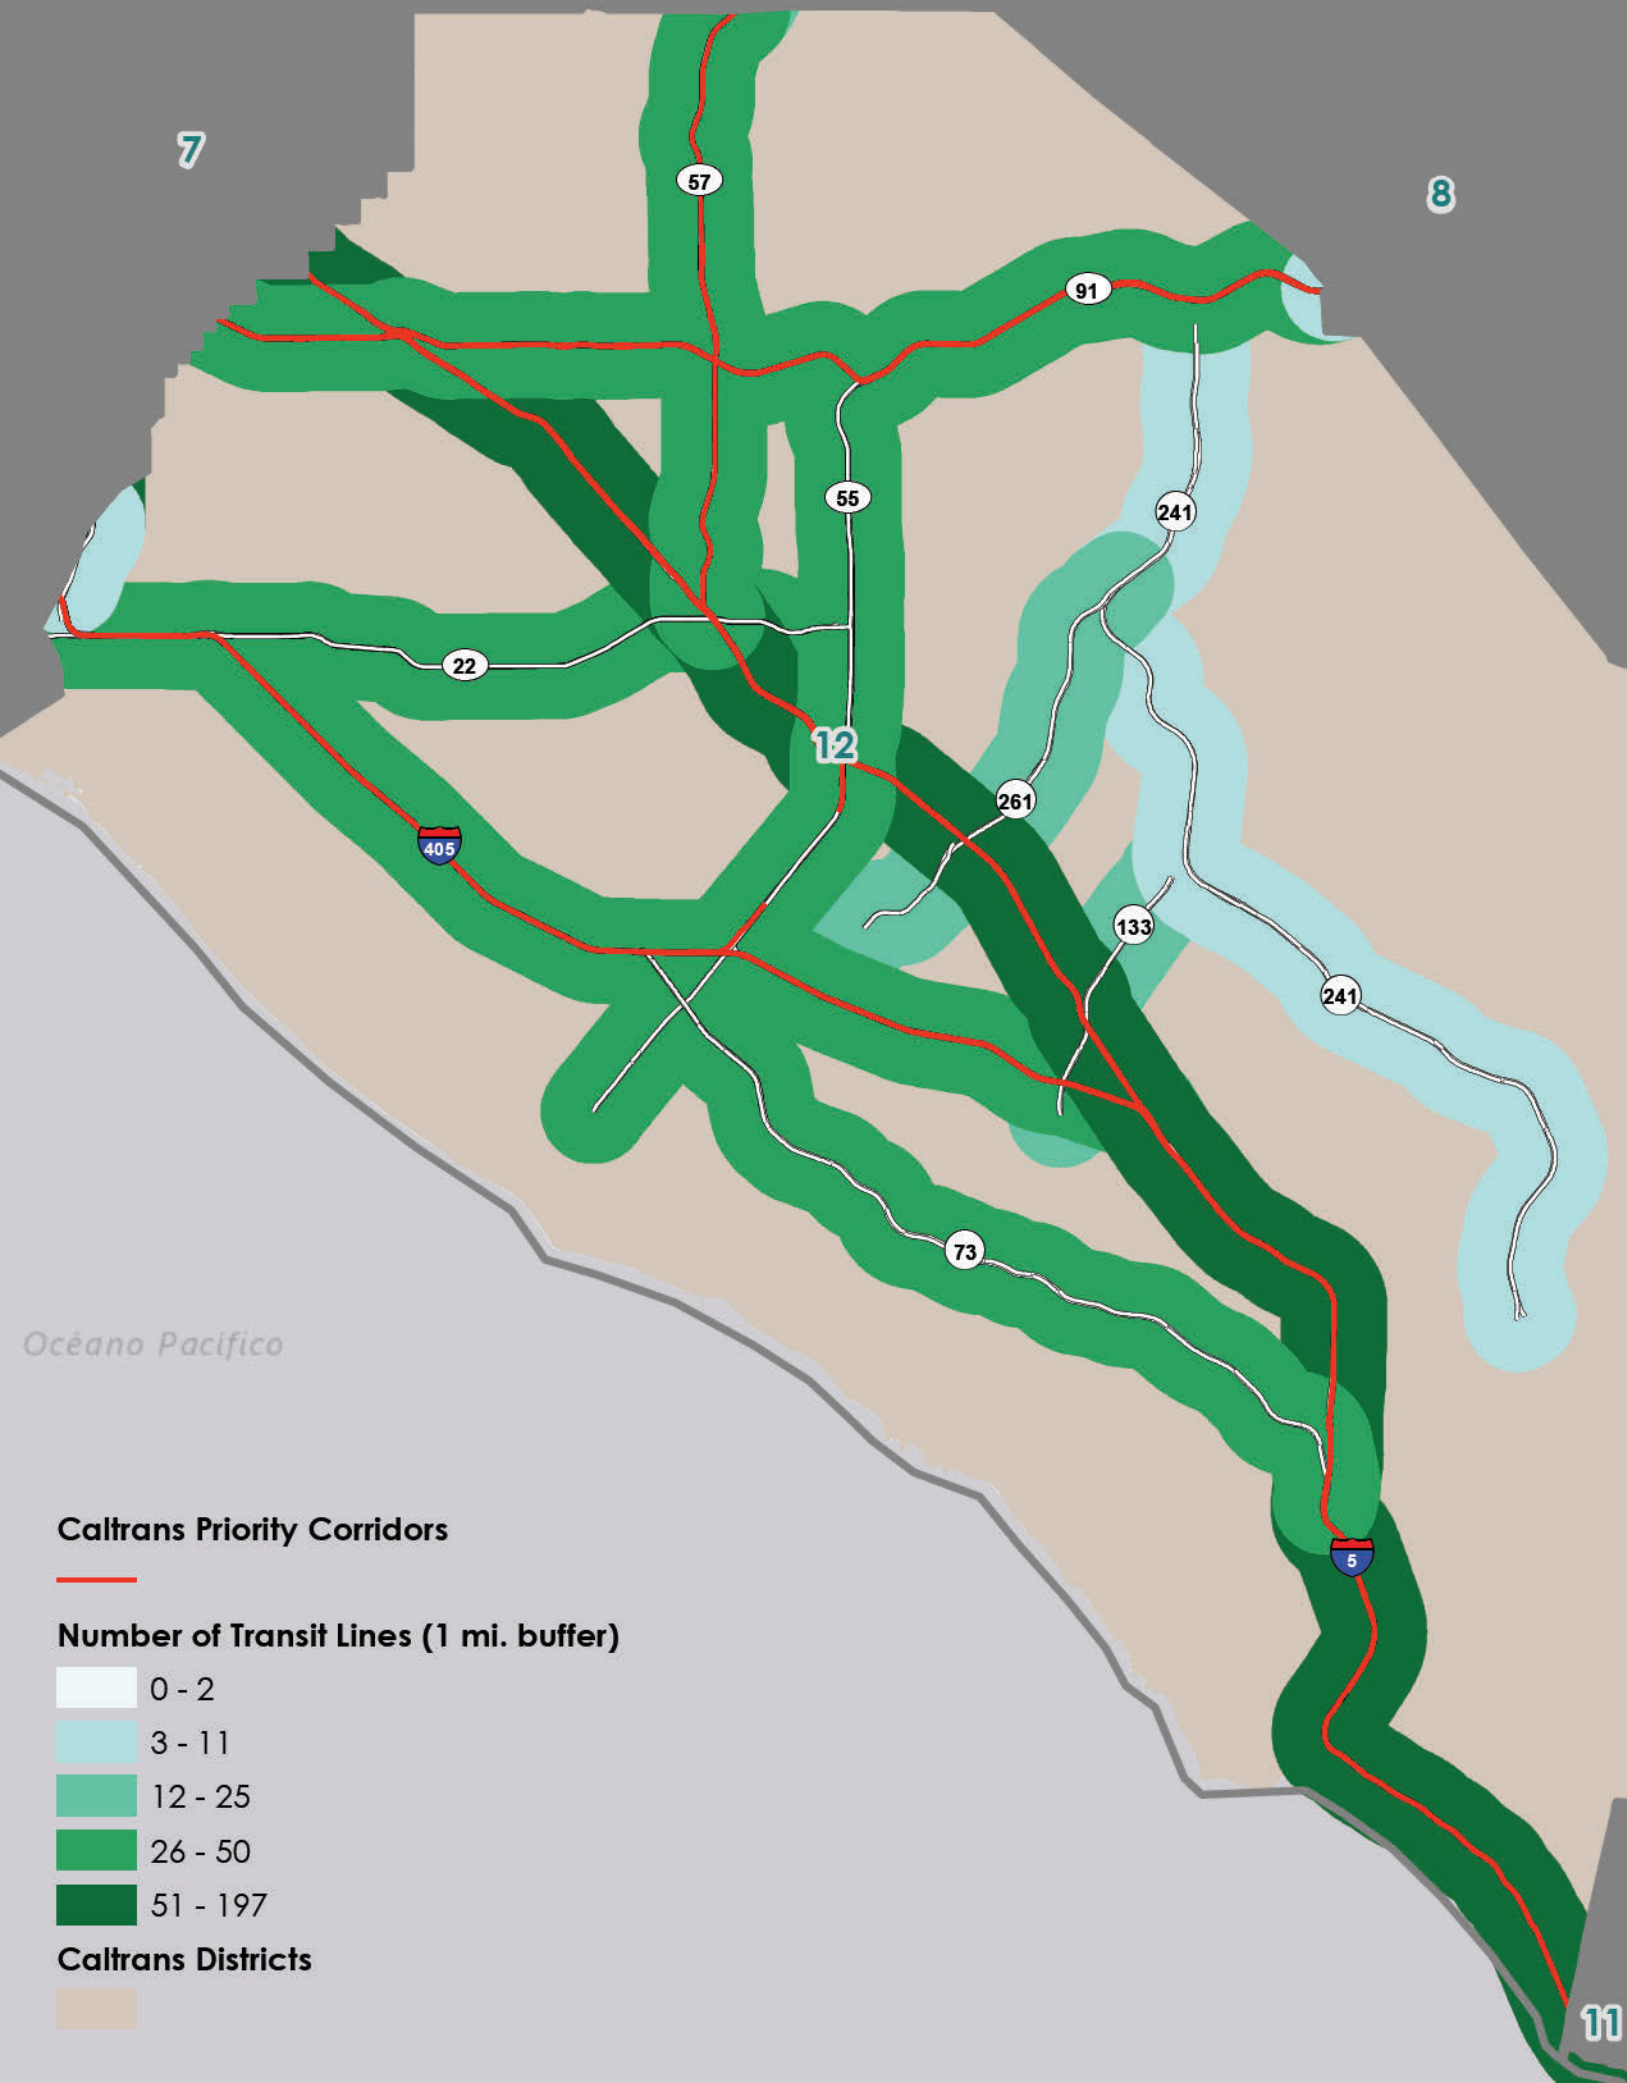 7
8
57
91
55
241
22
12
261
405
133
241
73
Océano Pacífico
5
Caltrans Priority Corridors
Number of Transit Lines (1 mi. buffer)
0 - 2
3 - 11
12 - 25
26 - 50
51 - 197
Caltrans Districts
11